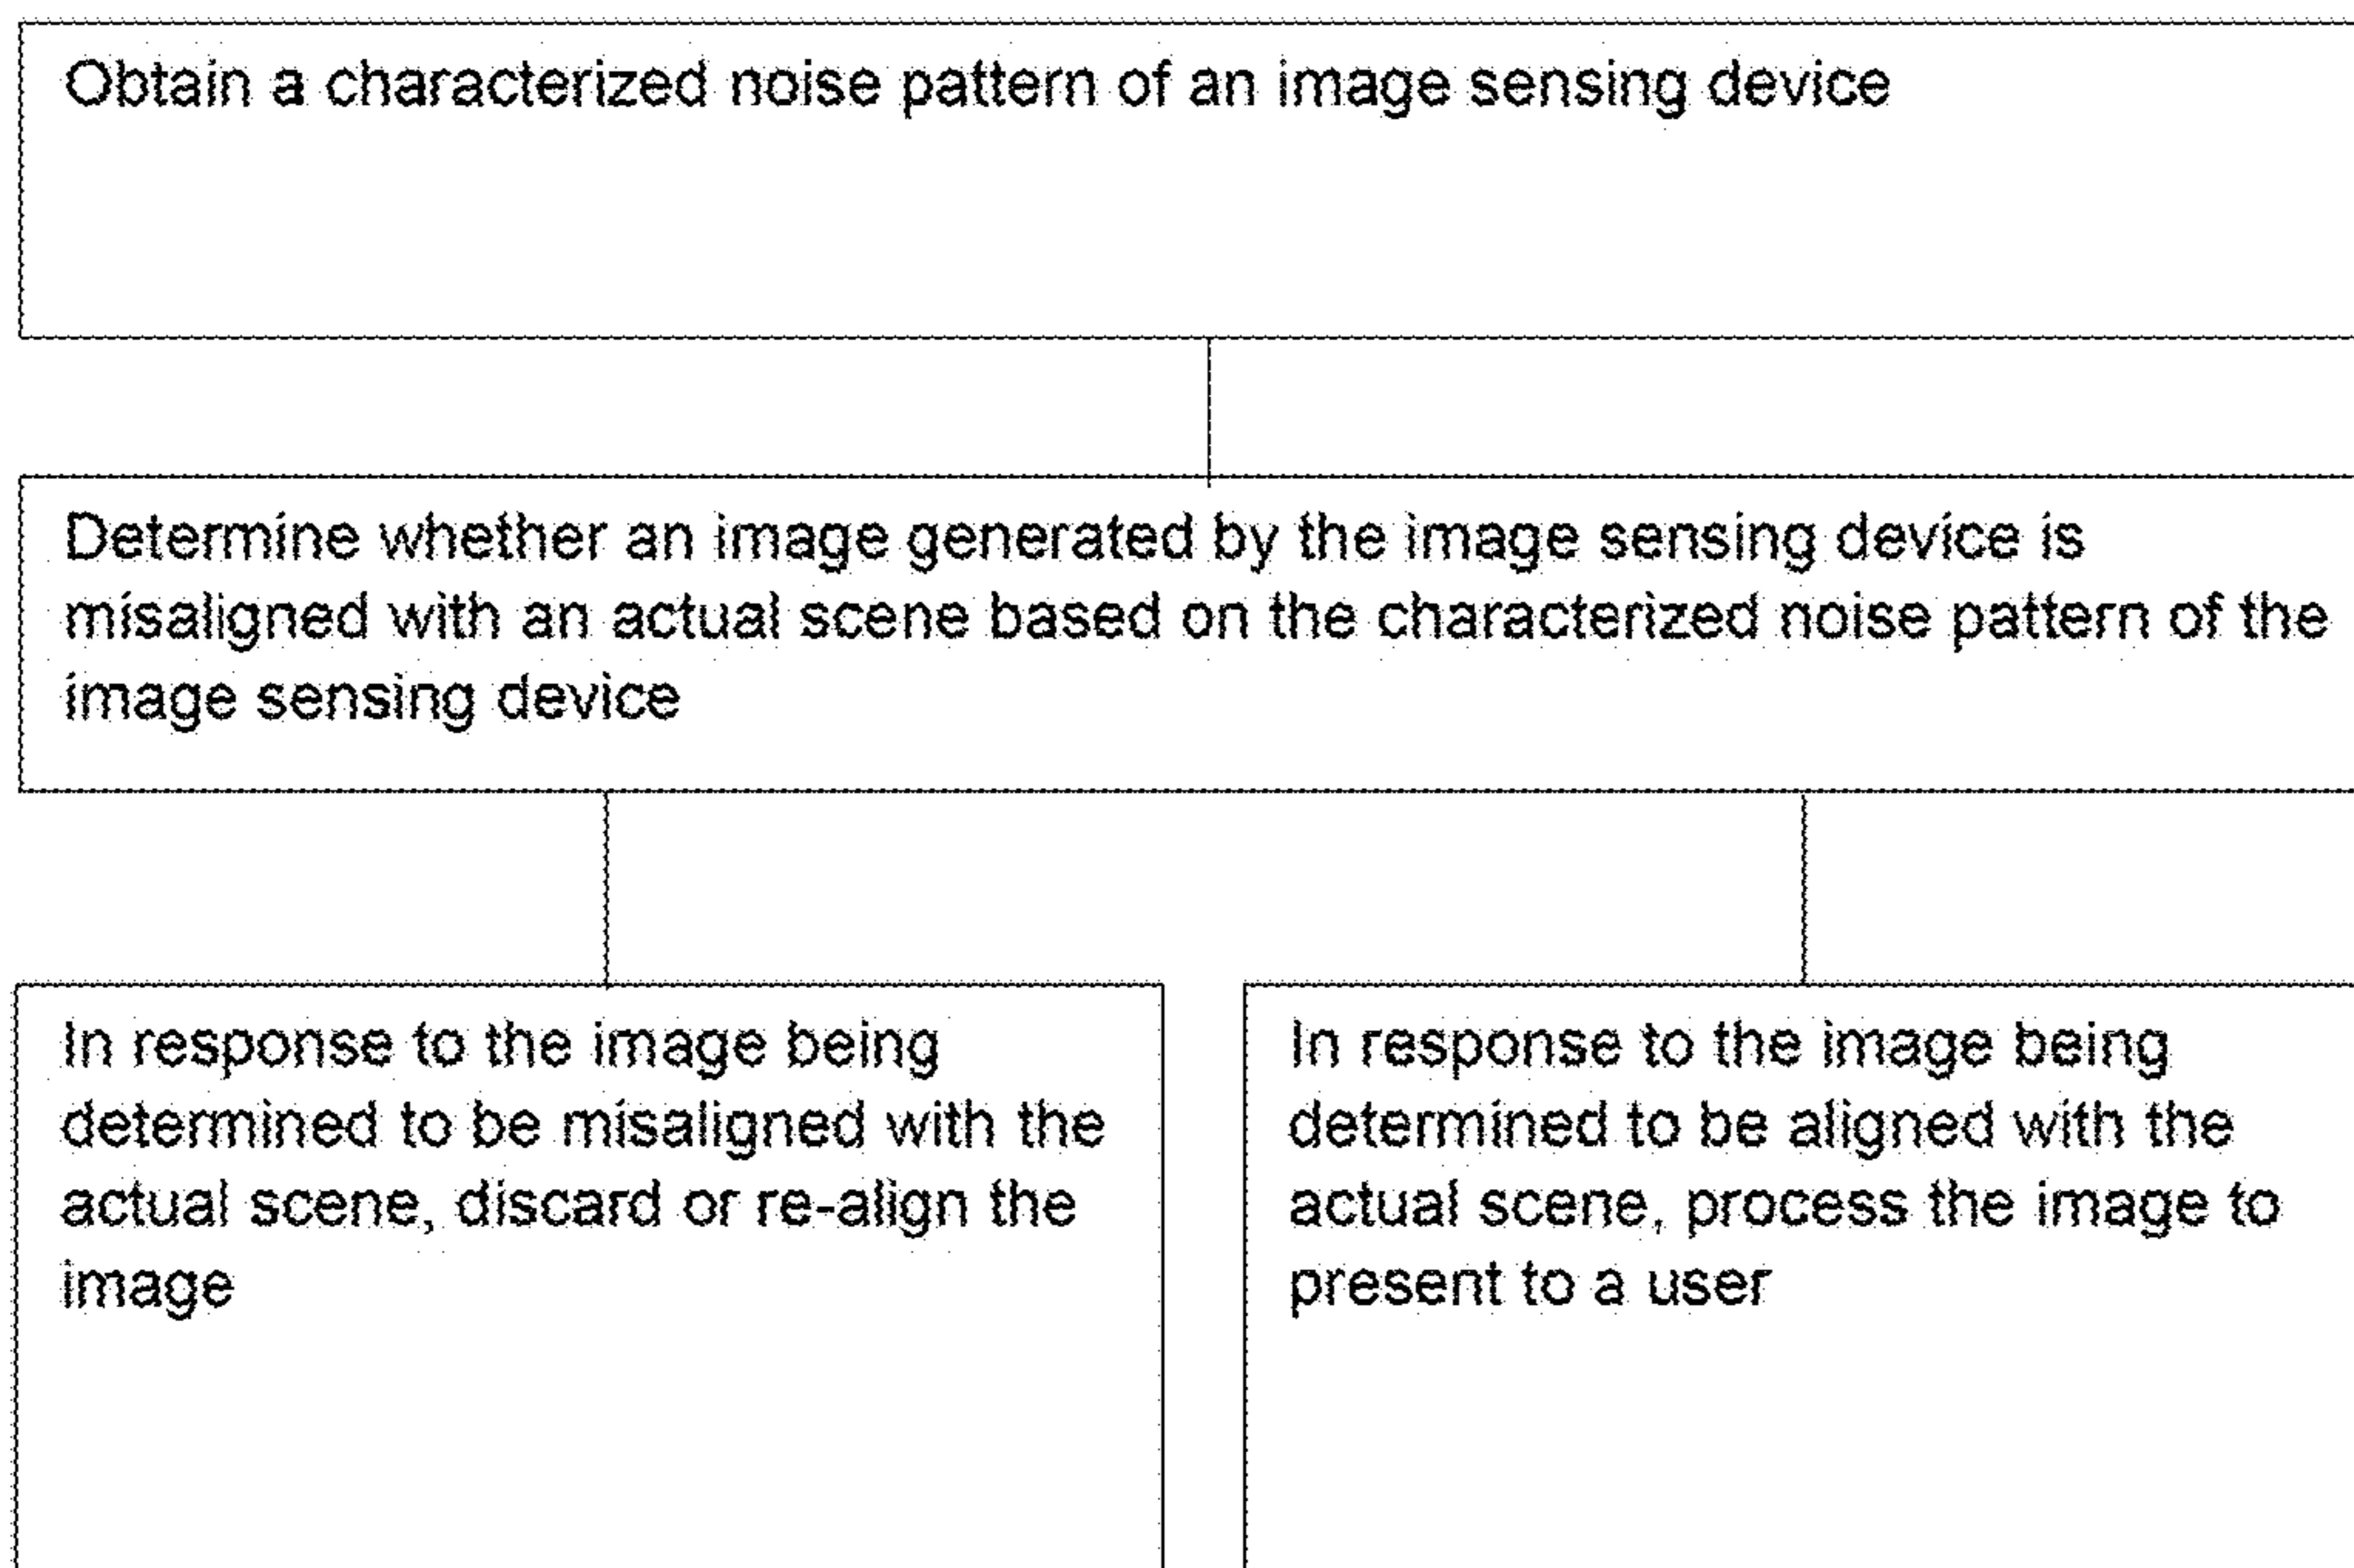 Obtain a characterized noise pattern of an image sensing device
Determine whether an image generated by the image sensing device is
misaligned with an actual scene based on the characterized noise pattern of the
image sensing device
In response to the image being
determined to be misaligned with the
actual scene, discard or re-align the
image
In response to the image being
determined to be aligned with the
actual scene, process the image to
present to a user